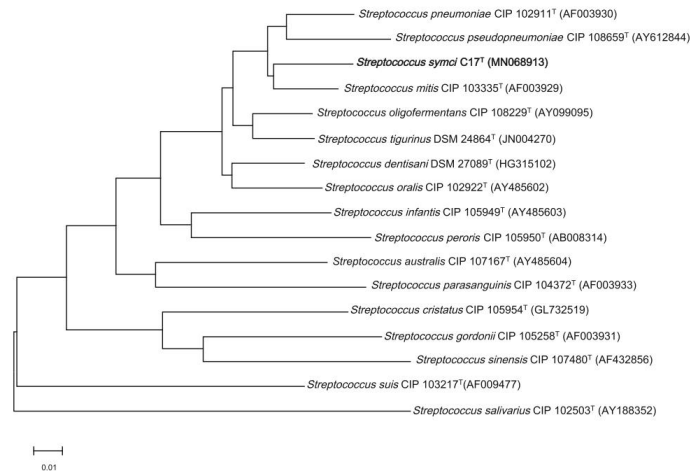 Streptococcus pneumoniae CIP 102911ᵀ (AF003930)
Streptococcus pseudopneumoniae CIP 108659ᵀ (AY612844)
Streptococcus symci C17ᵀ (MN068913)
Streptococcus mitis CIP 103335ᵀ (AF003929)
Streptococcus oligofermentans CIP 108229ᵀ (AY099095)
Streptococcus tigurinus DSM 24864ᵀ (JN004270)
Streptococcus dentisani DSM 27089ᵀ (HG315102)
Streptococcus oralis CIP 102922ᵀ (AY485602)
Streptococcus infantis CIP 105949ᵀ (AY485603)
Streptococcus peroris CIP 105950ᵀ (AB008314)
Streptococcus australis CIP 107167ᵀ (AY485604)
Streptococcus parasanguinis CIP 104372ᵀ (AF003933)
Streptococcus cristatus CIP 105954ᵀ (GL732519)
Streptococcus gordonii CIP 105258ᵀ (AF003931)
Streptococcus sinensis CIP 107480ᵀ (AF432856)
Streptococcus suis CIP 103217ᵀ(AF009477)
Streptococcus salivarius CIP 102503ᵀ (AY188352)
0.01